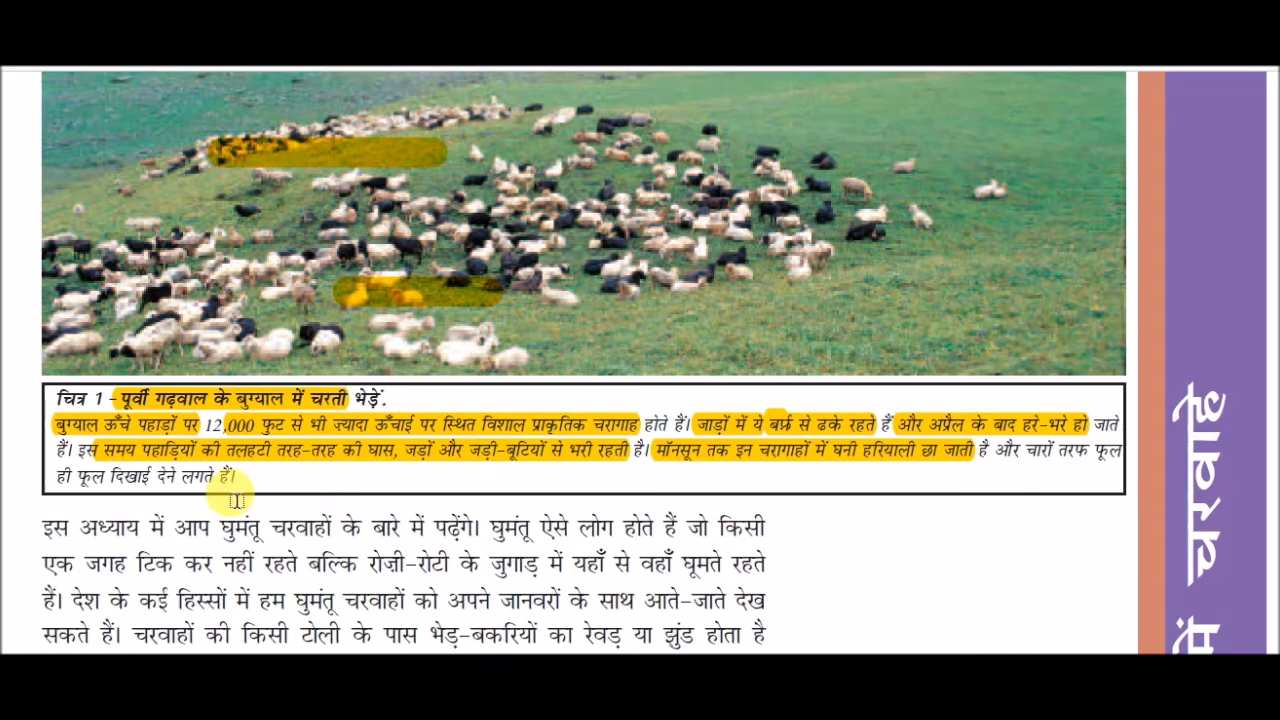 चित्र 1 - पूर्वी गढ़वाल के बुग्याल में चरती भेड़ें.
बुग्याल ऊँचे पहाड़ों पर 12,000 फुट से भी ज्यादा ऊँचाई पर स्थित विशाल प्राकृतिक चरागाह होते हैं। जाड़ों में ये बर्फ़ से ढके रहते हैं और अप्रैल के बाद हरे-भरे हो जाते
हैं। इस समय पहाड़ियों की तलहटी तरह-तरह की घास, जड़ों और जड़ी-बूटियों से भरी रहती है। मॉनसून तक इन चरागाहों में घनी हरियाली छा जाती है और चारों तरफ फूल
ही फूल दिखाई देने लगते हैं।
इस अध्याय में आप घुमंतू चरवाहों के बारे में पढ़ेंगे। घुमंतू ऐसे लोग होते हैं जो किसी
एक जगह टिक कर नहीं रहते बल्कि रोज़ी-रोटी के जुगाड़ में यहाँ से वहाँ घूमते रहते
हैं। देश के कई हिस्सों में हम घुमंतू चरवाहों को अपने जानवरों के साथ आते-जाते देख
सकते हैं। चरवाहों की किसी टोली के पास भेड़-बकरियों का रेवड़ या झुंड होता है
में चरवाहे